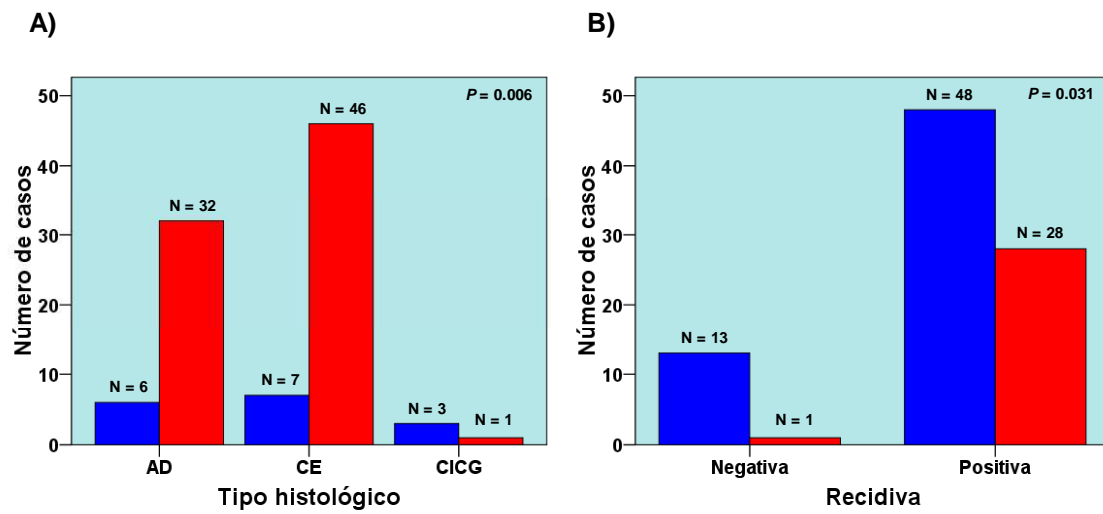 A)
P = 0.006
N = 46
N = 32
N = 6
N = 7
N = 3
N = 1
Número de casos
50
40
30
20
10
0
AD
CE
CICG
Tipo histológico
B)
P = 0.031
N = 48
N = 28
N = 13
N = 1
Número de casos
50
40
30
20
10
0
Negativa
Positiva
Recidiva